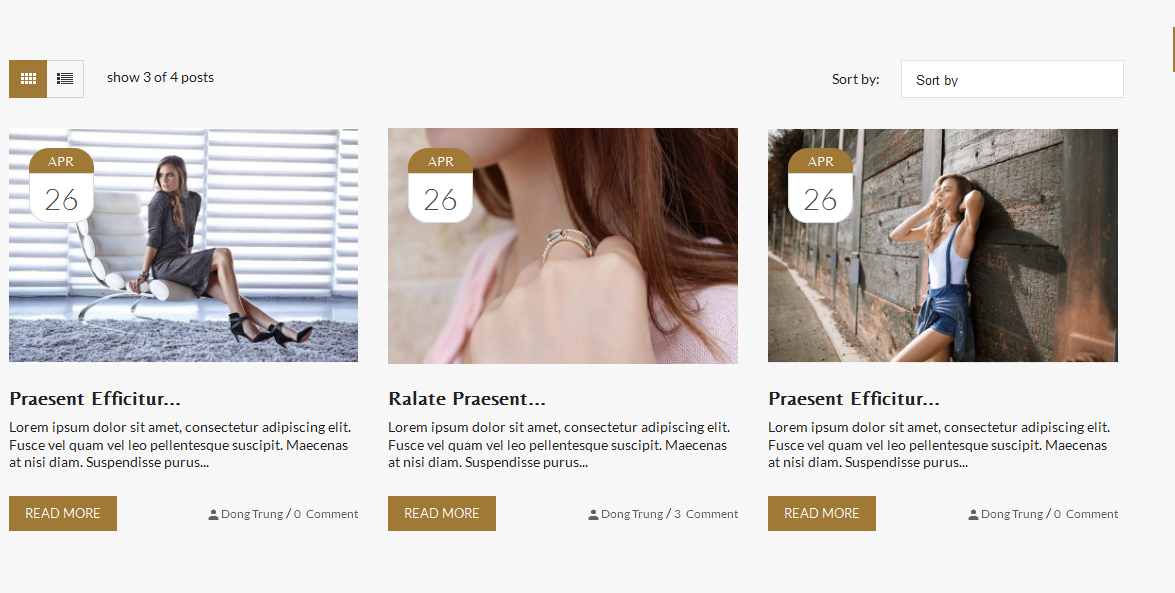 show 3 of 4 posts
Sort by:
Sort by
APR
26
APR
26
APR
26
Praesent Efficitur...
Lorem ipsum dolor sit amet, consectetur adipiscing elit.
Fusce vel quam vel leo pellentesque suscipit. Maecenas
at nisi diam. Suspendisse purus...
READ MORE
Dong Trung / 0 Comment
Ralate Praesent...
Lorem ipsum dolor sit amet, consectetur adipiscing elit.
Fusce vel quam vel leo pellentesque suscipit. Maecenas
at nisi diam. Suspendisse purus...
READ MORE
Dong Trung / 3 Comment
Praesent Efficitur...
Lorem ipsum dolor sit amet, consectetur adipiscing elit.
Fusce vel quam vel leo pellentesque suscipit. Maecenas
at nisi diam. Suspendisse purus...
READ MORE
Dong Trung / 0 Comment